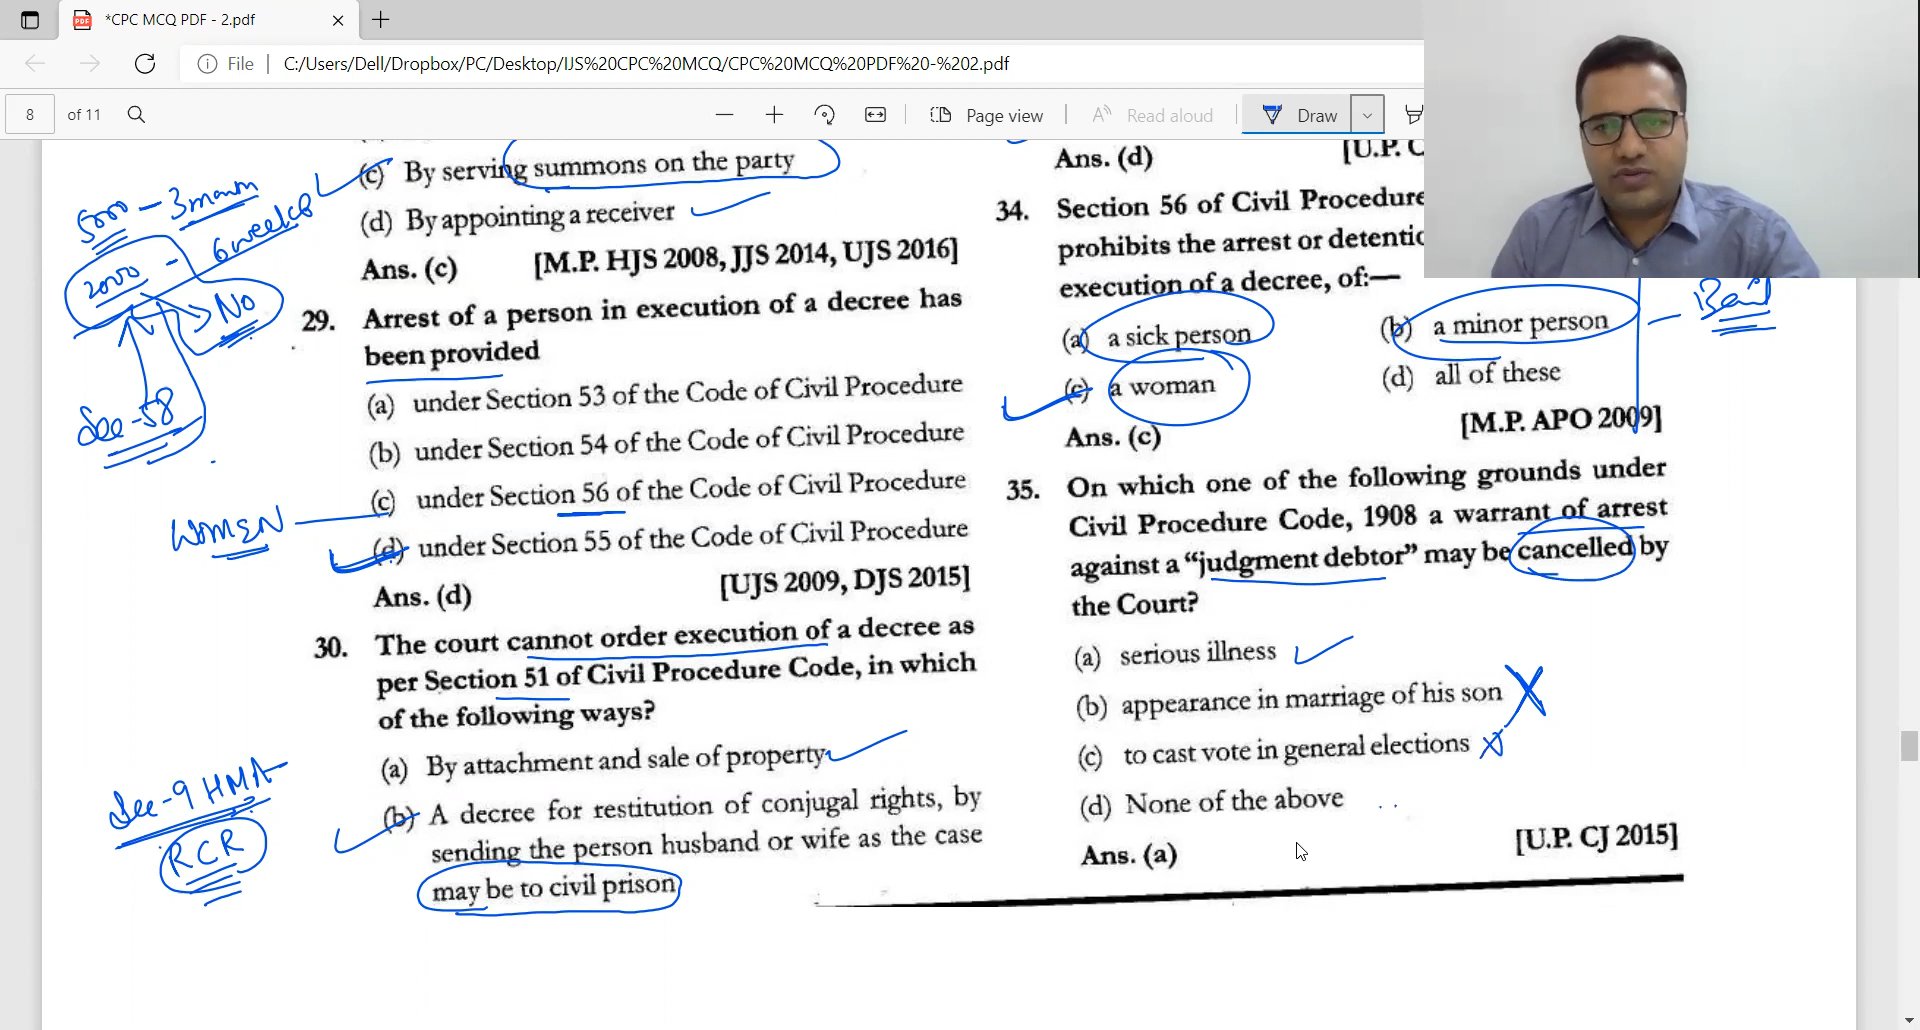 *CPC MCQ PDF - 2.pdf
File
C:/Users/Dell/Dropbox/PC/Desktop/IJS%20CPC%20MCQ/CPC%20MCQ%20PDF%20-%202.pdf
8 of 11
Page view
Read aloud
Draw
(c) By serving summons on the party
(d) By appointing a receiver
Ans. (c) [M.P. HJS 2008, JJS 2014, UJS 2016]
5000 - 3 month
2000 - 6 weeks
No
Sec-58
29. Arrest of a person in execution of a decree has
been provided
(a) under Section 53 of the Code of Civil Procedure
(b) under Section 54 of the Code of Civil Procedure
(c) under Section 56 of the Code of Civil Procedure
WOMEN
(d) under Section 55 of the Code of Civil Procedure
Ans. (d) [UJS 2009, DJS 2015]
30. The court cannot order execution of a decree as
per Section 51 of Civil Procedure Code, in which
of the following ways?
(a) By attachment and sale of property
Sec-9 HMA
RCR
(b) A decree for restitution of conjugal rights, by
sending the person husband or wife as the case
may be to civil prison
Ans. (d) [U.P. C
34. Section 56 of Civil Procedure
prohibits the arrest or detentio
execution of a decree, of:—
(a) a sick person (b) a minor person
Bail
(c) a woman (d) all of these
Ans. (c) [M.P. APO 2009]
35. On which one of the following grounds under
Civil Procedure Code, 1908 a warrant of arrest
against a “judgment debtor” may be cancelled by
the Court?
(a) serious illness
(b) appearance in marriage of his son
(c) to cast vote in general elections
(d) None of the above
Ans. (a) [U.P. CJ 2015]